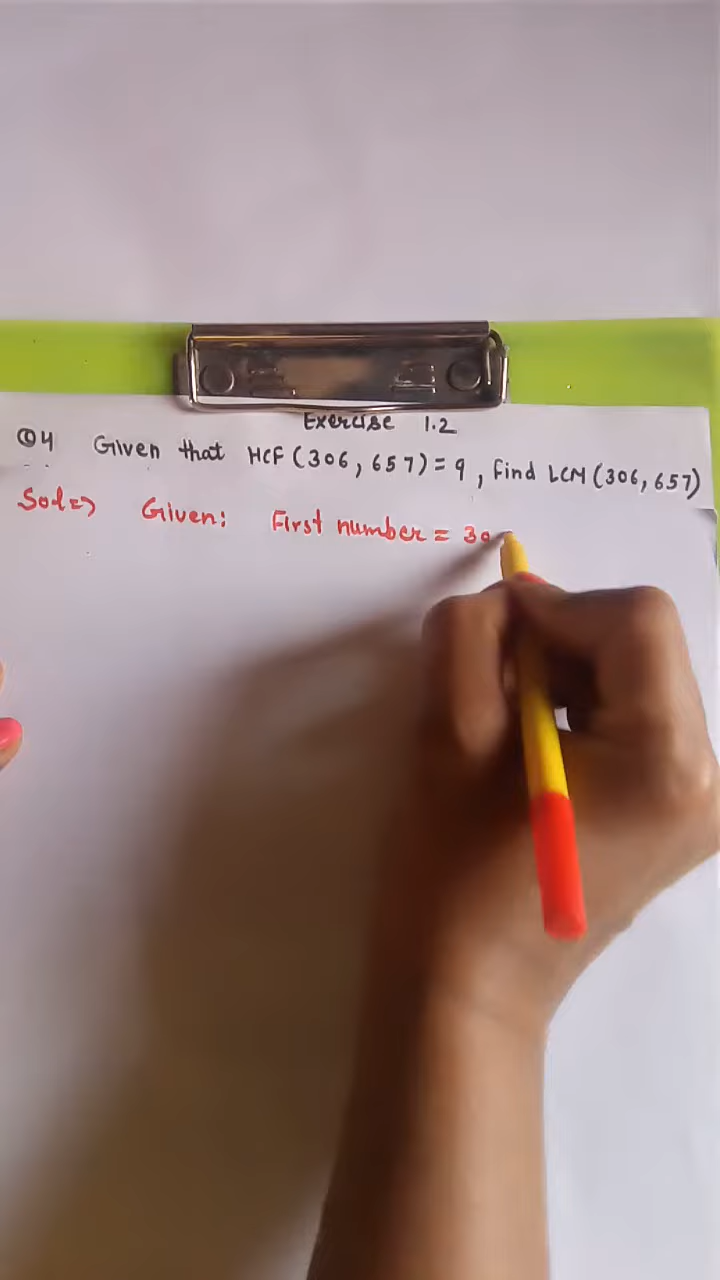 Exercise 1.2
Q4 Given that HCF (306, 657) = 9, find LCM (306, 657)
Sol=> Given: First number = 30